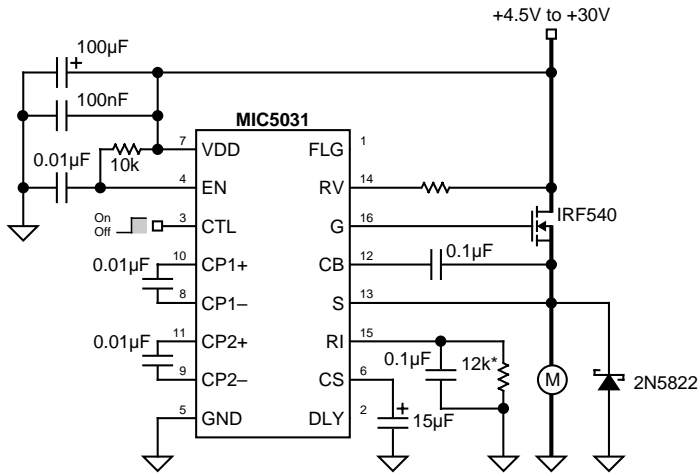 +4.5V to +30V
100µF
+
100nF
MIC5031
0.01µF
10k
7 VDD
FLG 1
4 EN
RV 14
On
Off
3 CTL
G 16
IRF540
10 CP1+
CB 12
0.1µF
0.01µF
8 CP1–
S 13
11 CP2+
RI 15
0.01µF
0.1µF
12k*
9 CP2–
CS 6
M
2N5822
+
5 GND
DLY 2
15µF